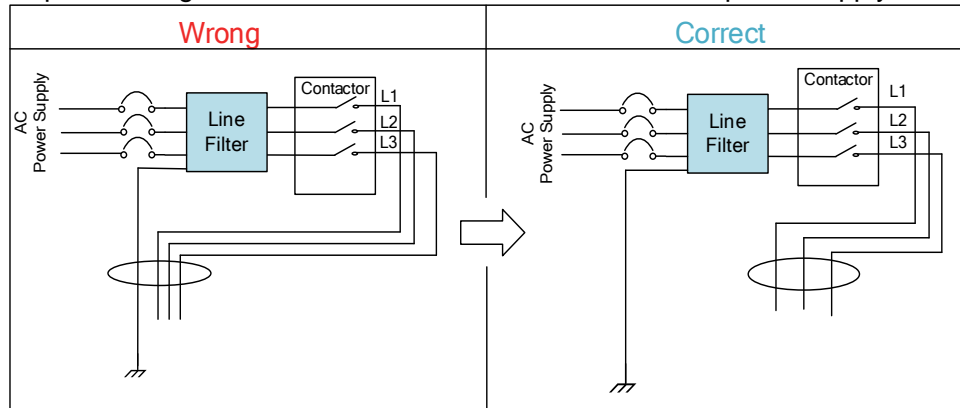 Wrong
Correct
AC
Power Supply
Line
Filter
Contactor
L1
L2
L3
AC
Power Supply
Line
Filter
Contactor
L1
L2
L3